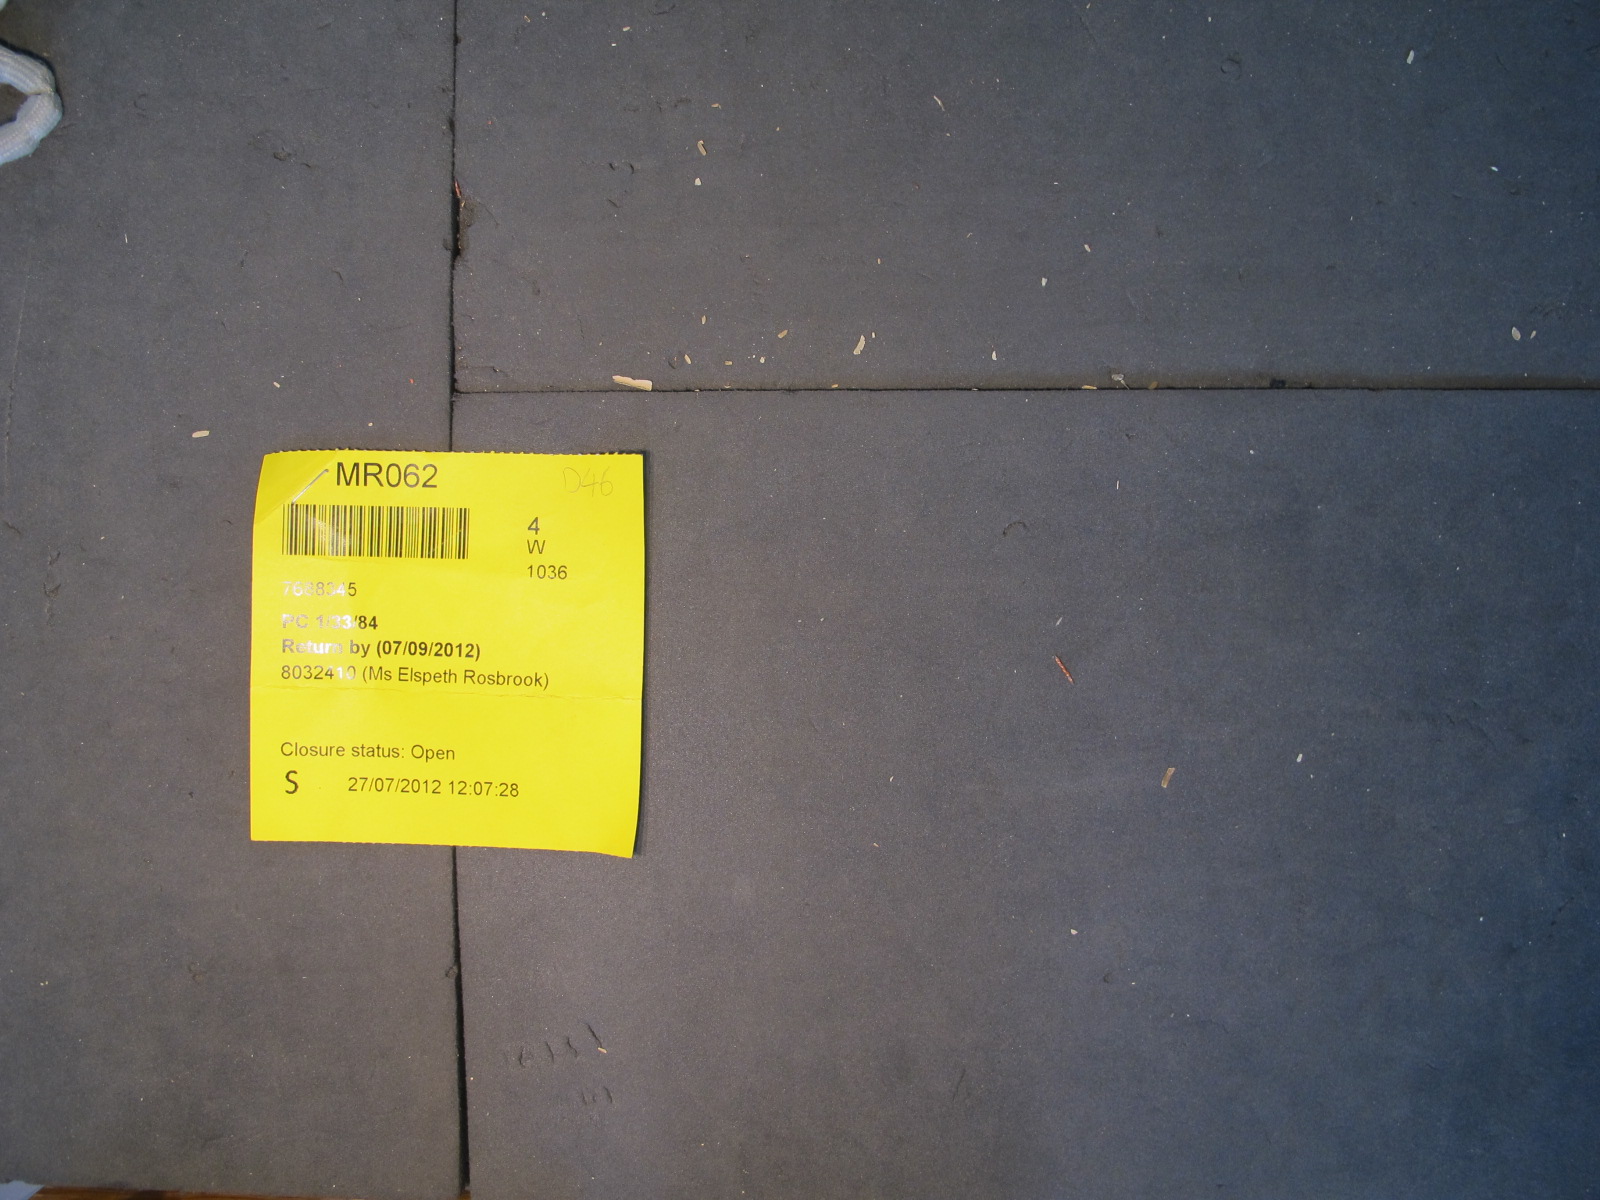 MR062
D46
4
W
1036
7668345
PC 1/33/84
Return by (07/09/2012)
8032410 (Ms Elspeth Rosbrook)
Closure status: Open
S 27/07/2012 12:07:28